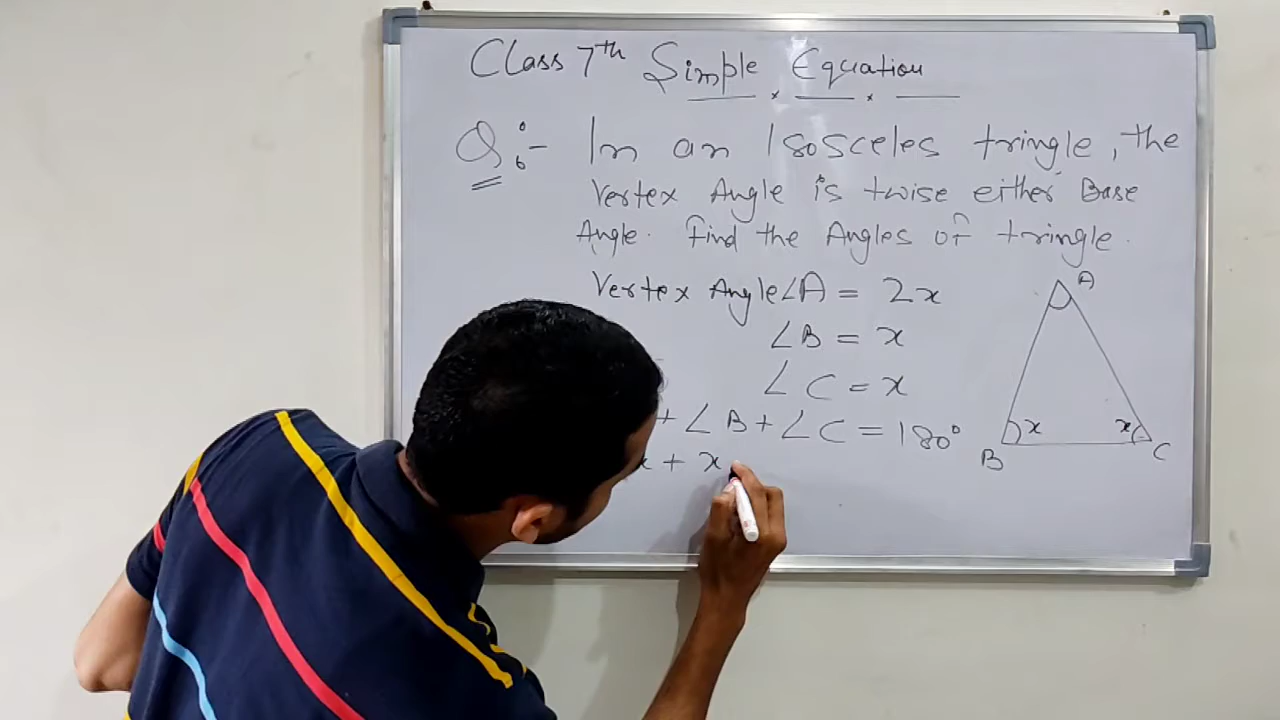 Class 7th Simple Equation
Q:- In an Isosceles tringle, the
Vertex Angle is twise either Base
Angle. Find the Angles of tringle.
Vertex Angle ∠A = 2x
∠B = x
∠C = x
+ ∠B + ∠C = 180°
x + x
A
x
x
B
C